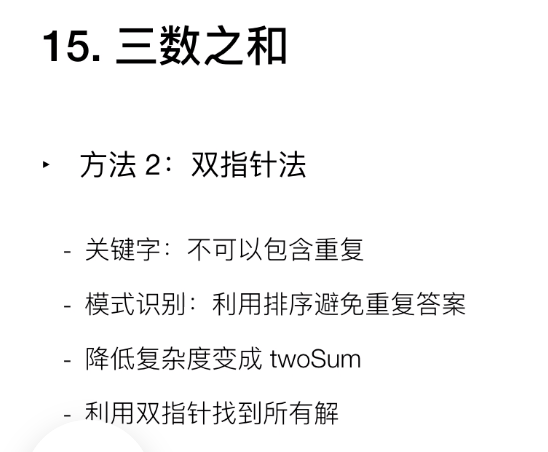 15. 三数之和
‣ 方法 2：双指针法
- 关键字：不可以包含重复
- 模式识别：利用排序避免重复答案
- 降低复杂度变成 twoSum
- 利用双指针找到所有解